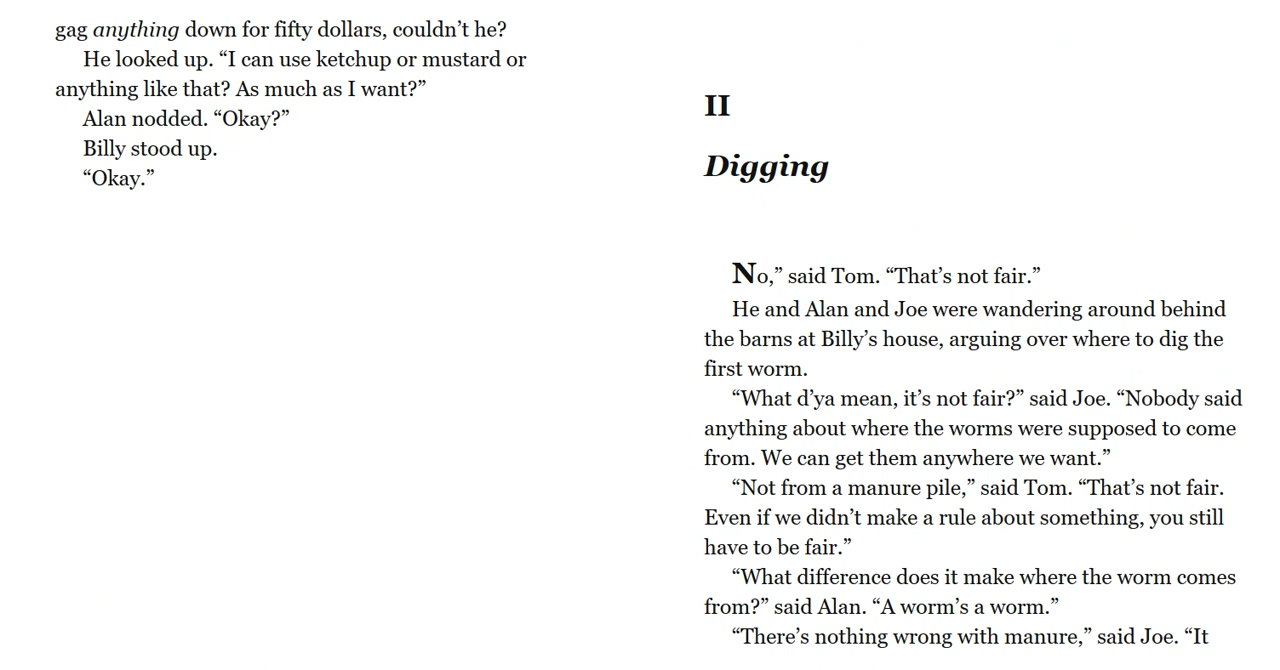 gag anything down for fifty dollars, couldn’t he?
He looked up. “I can use ketchup or mustard or
anything like that? As much as I want?”
Alan nodded. “Okay?”
Billy stood up.
“Okay.”
II
Digging
No,” said Tom. “That’s not fair.”
He and Alan and Joe were wandering around behind
the barns at Billy’s house, arguing over where to dig the
first worm.
“What d’ya mean, it’s not fair?” said Joe. “Nobody said
anything about where the worms were supposed to come
from. We can get them anywhere we want.”
“Not from a manure pile,” said Tom. “That’s not fair.
Even if we didn’t make a rule about something, you still
have to be fair.”
“What difference does it make where the worm comes
from?” said Alan. “A worm’s a worm.”
“There’s nothing wrong with manure,” said Joe. “It